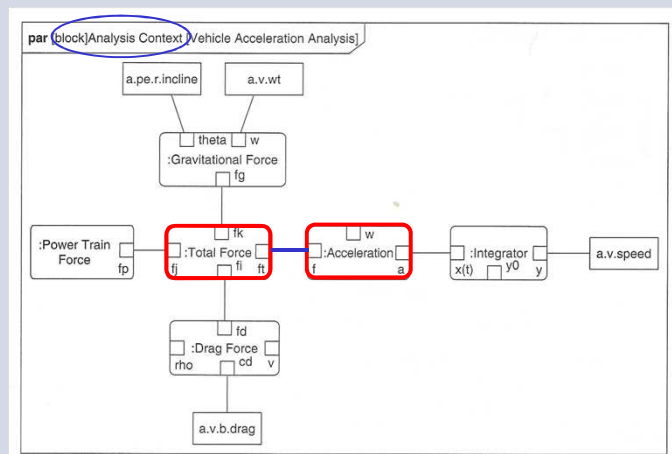 par [block]Analysis Context [Vehicle Acceleration Analysis]
a.pe.r.incline
a.v.wt
theta
w
:Gravitational Force
fg
:Power Train
Force
fp
fk
:Total Force
fj
fi
ft
w
:Acceleration
f
a
:Integrator
x(t)
y0
y
a.v.speed
fd
:Drag Force
rho
cd
v
a.v.b.drag